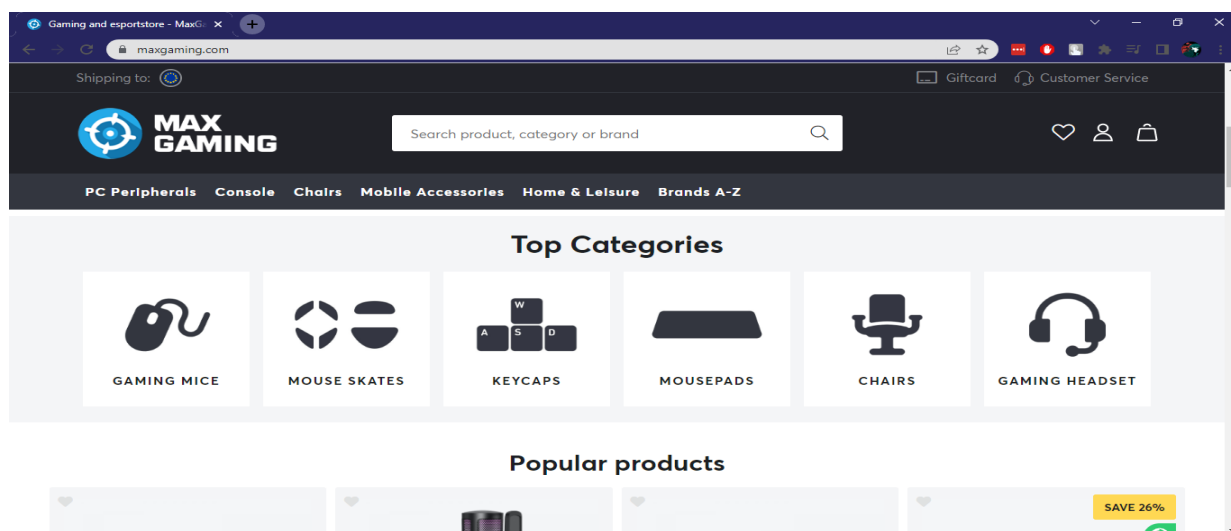 Gaming and esportstore - MaxGa
maxgaming.com
Shipping to:
Giftcard
Customer Service
MAX
GAMING
Search product, category or brand
PC Peripherals Console Chairs Mobile Accessories Home & Leisure Brands A-Z
Top Categories
W
A S D
GAMING MICE
MOUSE SKATES
KEYCAPS
MOUSEPADS
CHAIRS
GAMING HEADSET
Popular products
SAVE 26%